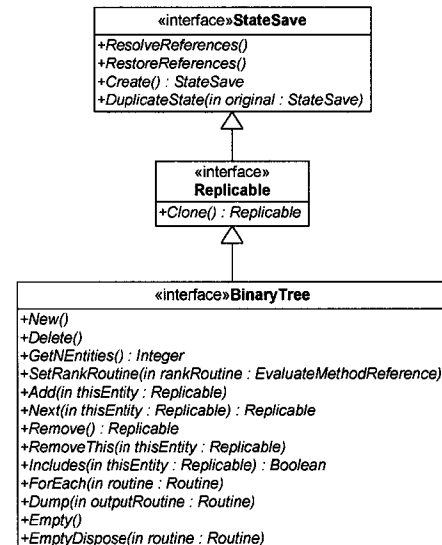 «interface»StateSave
+ResolveReferences()
+RestoreReferences()
+Create() : StateSave
+DuplicateState(in original : StateSave)
«interface»
Replicable
+Clone() : Replicable
«interface»BinaryTree
+New()
+Delete()
+GetNEntities() : Integer
+SetRankRoutine(in rankRoutine : EvaluateMethodReference)
+Add(in thisEntity : Replicable)
+Next(in thisEntity : Replicable) : Replicable
+Remove() : Replicable
+RemoveThis(in thisEntity : Replicable)
+Includes(in thisEntity : Replicable) : Boolean
+ForEach(in routine : Routine)
+Dump(in outputRoutine : Routine)
+Empty()
+EmptyDispose(in routine : Routine)